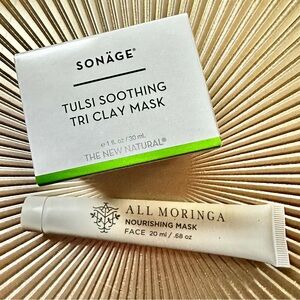 SONÄGE®
TULSI SOOTHING
TRI CLAY MASK
e 1 fl. oz / 30 mL
THE NEW NATURAL®
ALL MORINGA
NOURISHING MASK
FACE 20 ml / .68 oz